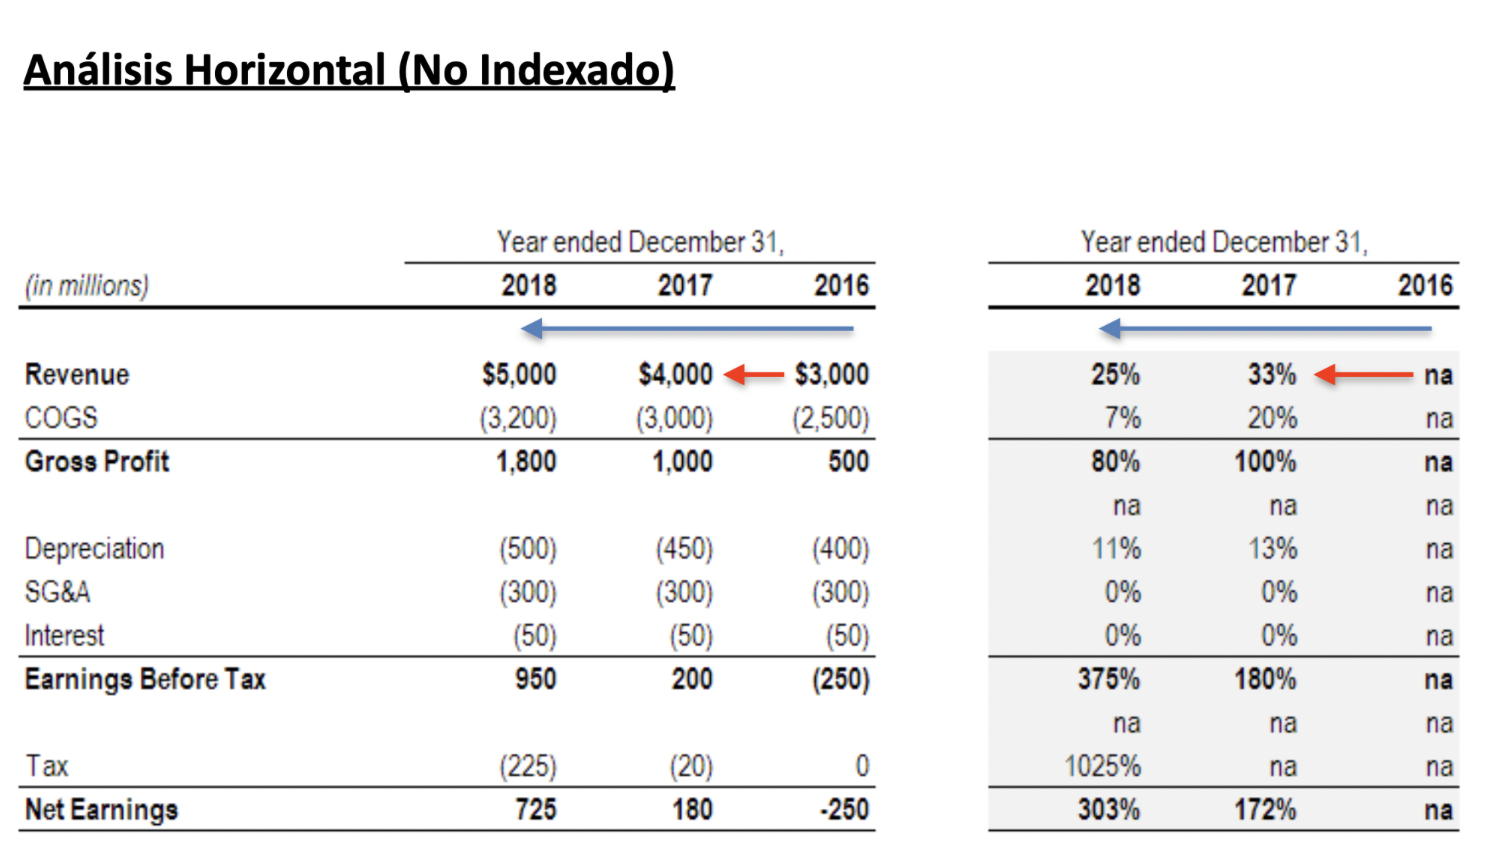 Análisis Horizontal (No Indexado)
Year ended December 31, Year ended December 31,
(in millions) 2018 2017 2016 2018 2017 2016
Revenue $5,000 $4,000 $3,000 25% 33% na
COGS (3,200) (3,000) (2,500) 7% 20% na
Gross Profit 1,800 1,000 500 80% 100% na
na na na
Depreciation (500) (450) (400) 11% 13% na
SG&A (300) (300) (300) 0% 0% na
Interest (50) (50) (50) 0% 0% na
Earnings Before Tax 950 200 (250) 375% 180% na
na na na
Tax (225) (20) 0 1025% na na
Net Earnings 725 180 -250 303% 172% na